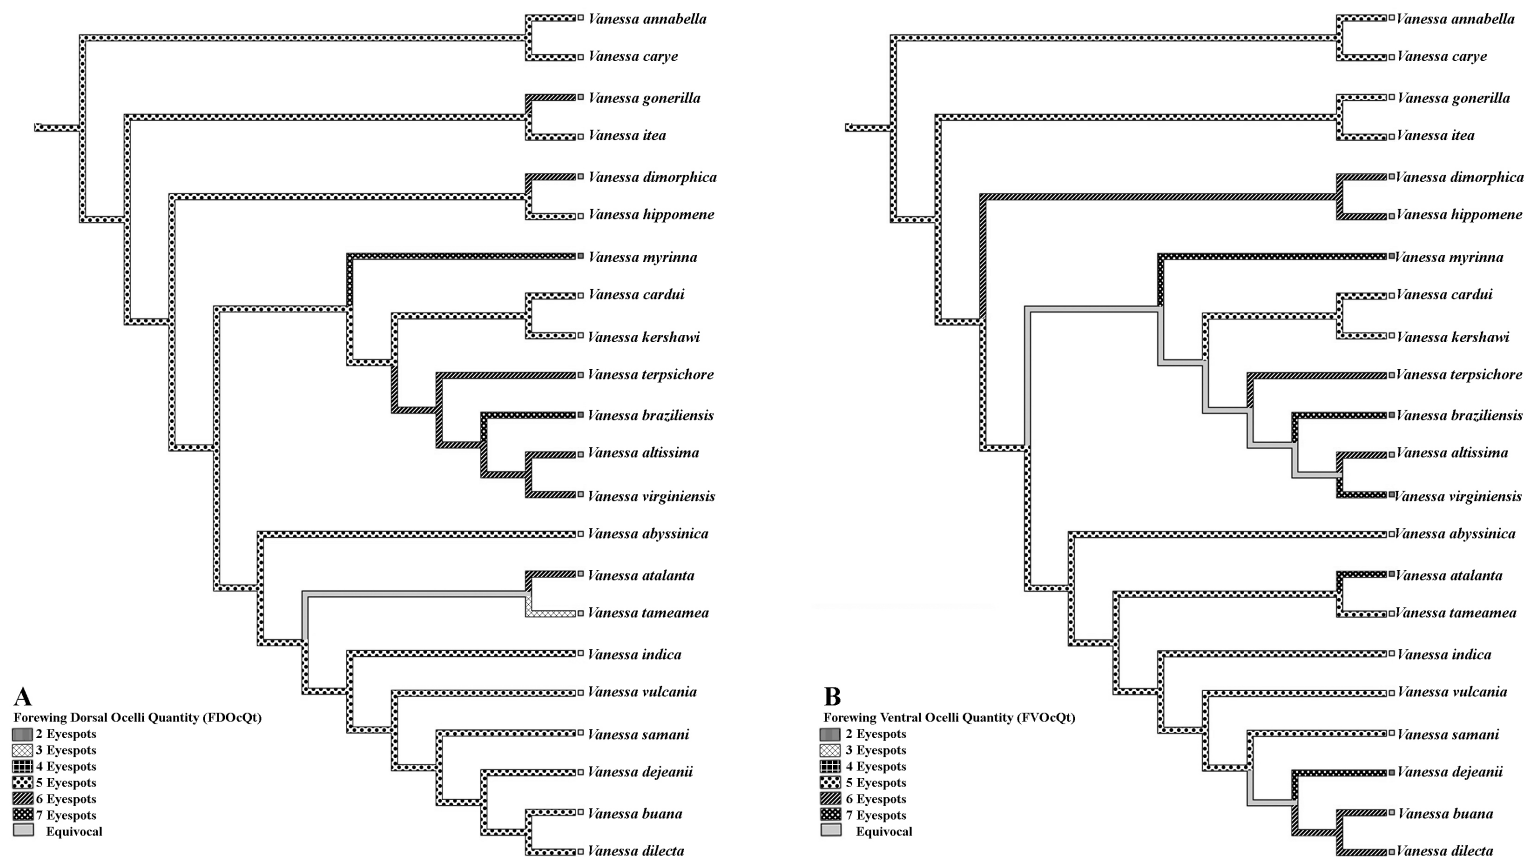 Vanessa annabella
Vanessa carye
Vanessa gonerilla
Vanessa itea
Vanessa dimorphica
Vanessa hippomene
Vanessa myrinna
Vanessa cardui
Vanessa kershawi
Vanessa terpsichore
Vanessa braziliensis
Vanessa altissima
Vanessa virginiensis
Vanessa abyssinica
Vanessa atalanta
Vanessa tameamea
Vanessa indica
Vanessa vulcania
Vanessa samani
Vanessa dejeanii
Vanessa buana
Vanessa dilecta
A
Forewing Dorsal Ocelli Quantity (FDOcQt)
2 Eyespots
3 Eyespots
4 Eyespots
5 Eyespots
6 Eyespots
7 Eyespots
Equivocal
Vanessa annabella
Vanessa carye
Vanessa gonerilla
Vanessa itea
Vanessa dimorphica
Vanessa hippomene
Vanessa myrinna
Vanessa cardui
Vanessa kershawi
Vanessa terpsichore
Vanessa braziliensis
Vanessa altissima
Vanessa virginiensis
Vanessa abyssinica
Vanessa atalanta
Vanessa tameamea
Vanessa indica
Vanessa vulcania
Vanessa samani
Vanessa dejeanii
Vanessa buana
Vanessa dilecta
B
Forewing Ventral Ocelli Quantity (FVOcQt)
2 Eyespots
3 Eyespots
4 Eyespots
5 Eyespots
6 Eyespots
7 Eyespots
Equivocal